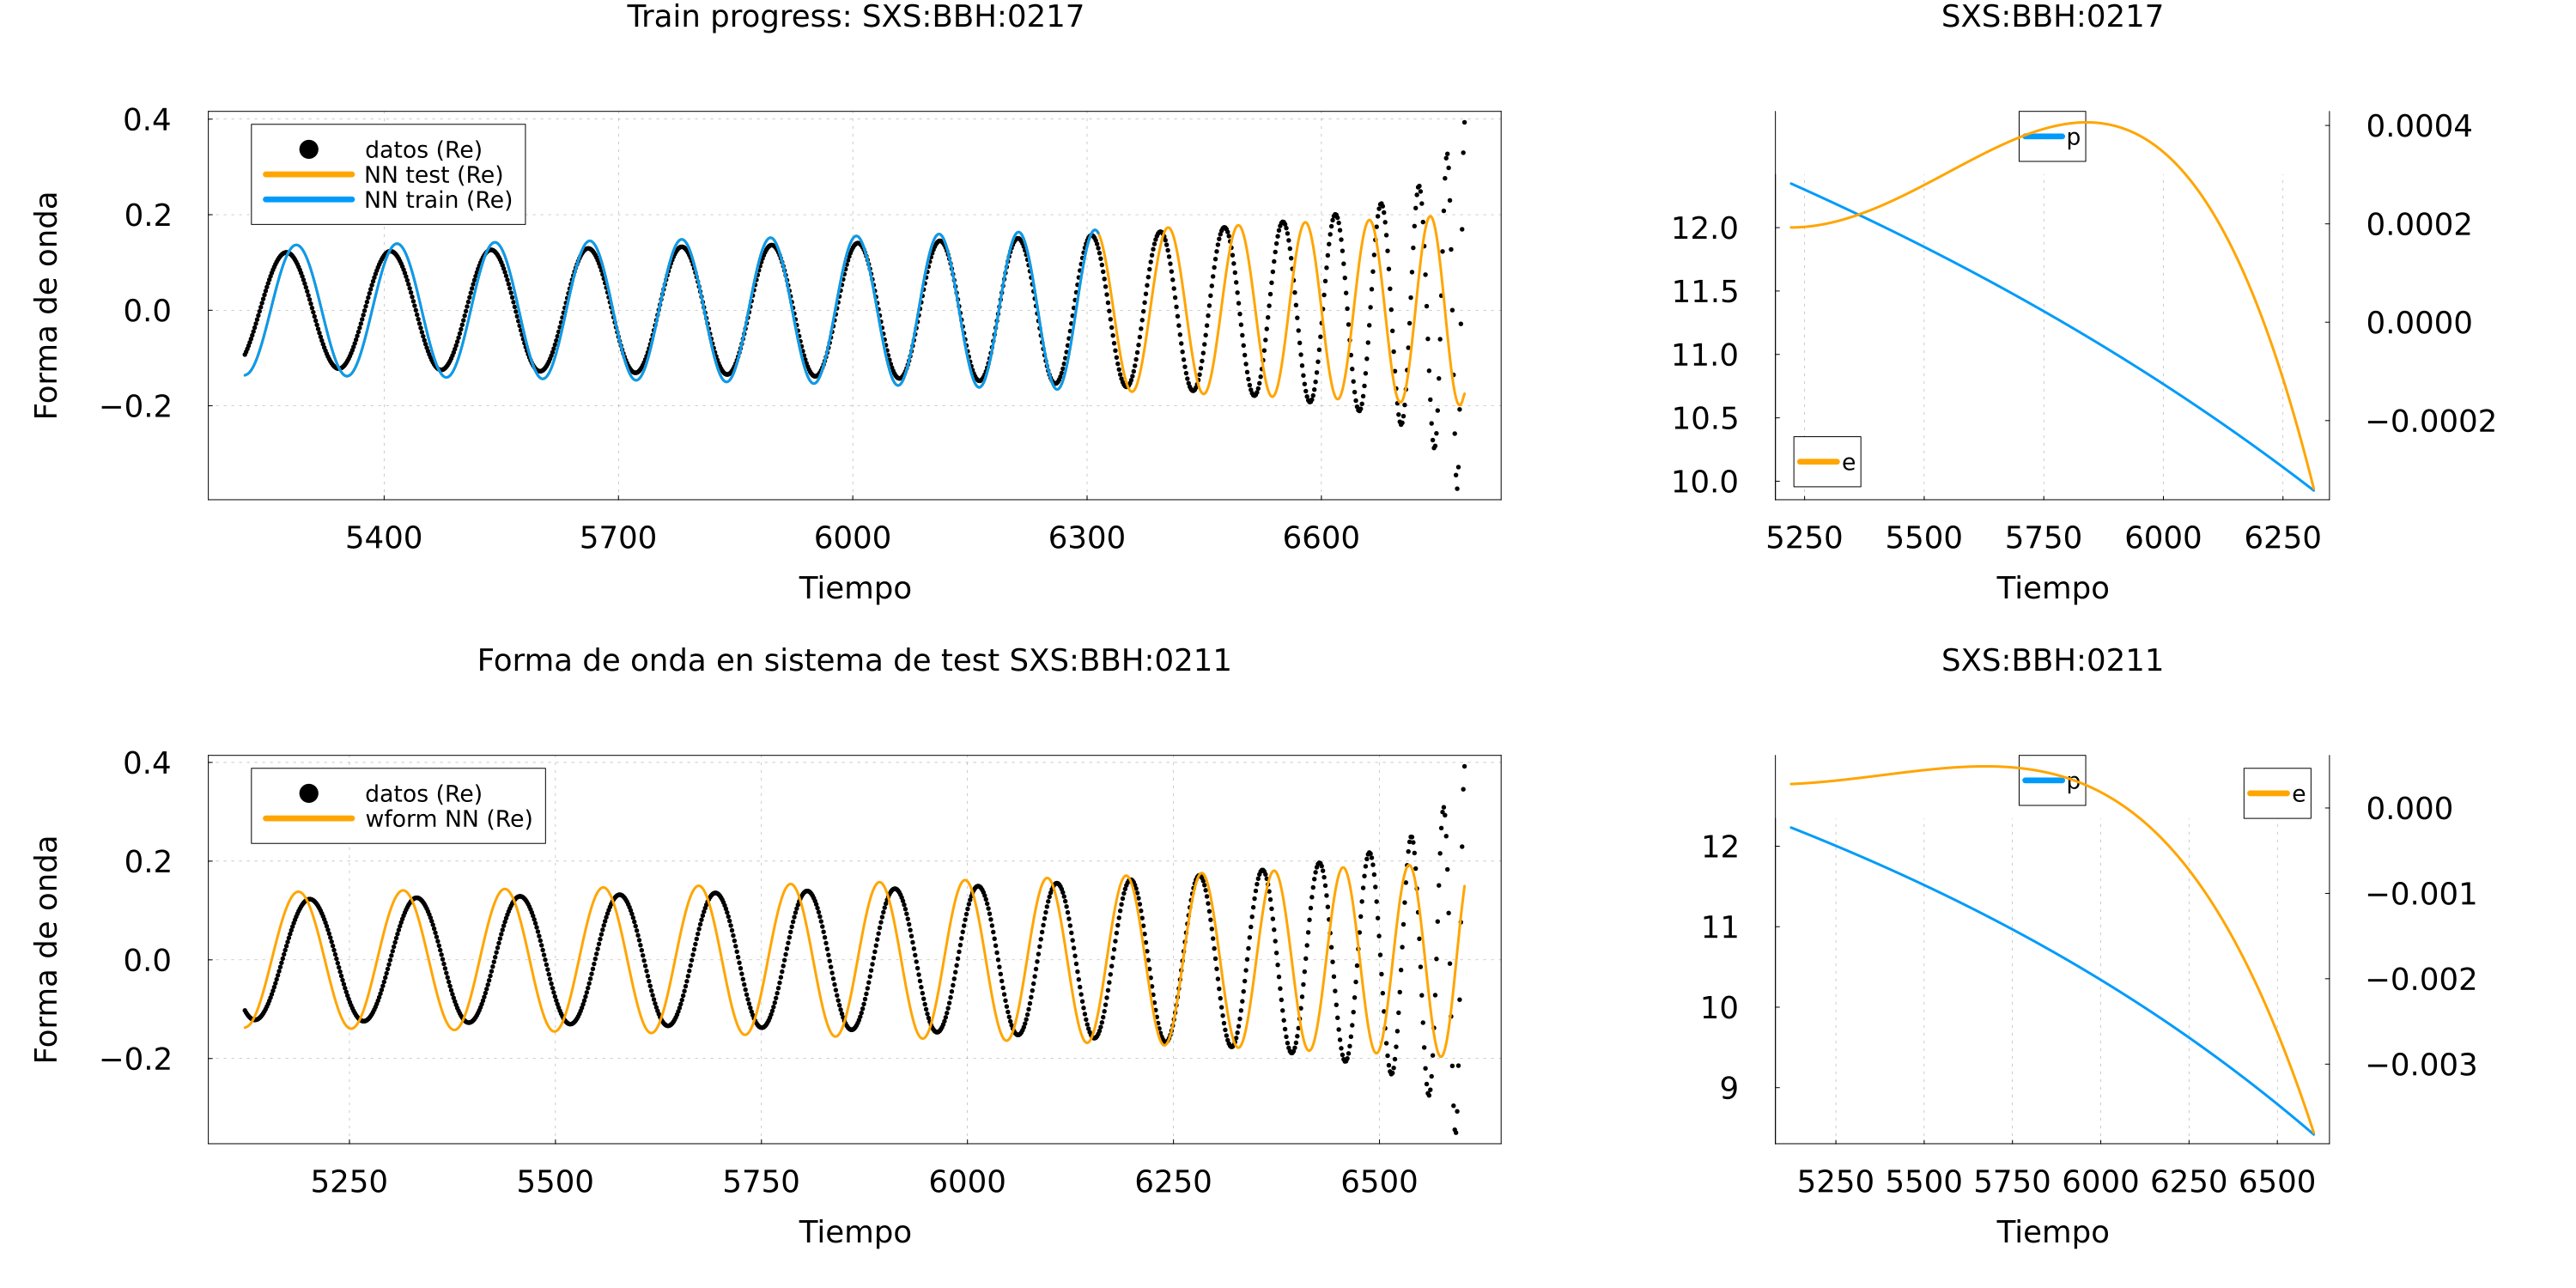 Train progress: SXS:BBH:0217
SXS:BBH:0217
0.4
0.2
0.0
−0.2
Forma de onda
datos (Re)
NN test (Re)
NN train (Re)
5400 5700 6000 6300 6600
Tiempo
12.0
11.5
11.0
10.5
10.0
p
e
0.0004
0.0002
0.0000
−0.0002
5250 5500 5750 6000 6250
Tiempo
Forma de onda en sistema de test SXS:BBH:0211
SXS:BBH:0211
0.4
0.2
0.0
−0.2
Forma de onda
datos (Re)
wform NN (Re)
5250 5500 5750 6000 6250 6500
Tiempo
12
11
10
9
p
e
0.000
−0.001
−0.002
−0.003
5250 5500 5750 6000 6250 6500
Tiempo